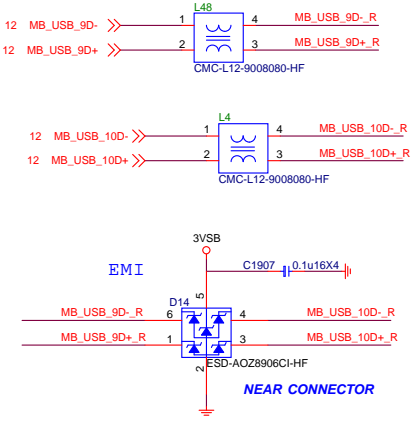 L48
12 MB_USB_9D- 1 4 MB_USB_9D-_R
12 MB_USB_9D+ 2 3 MB_USB_9D+_R
CMC-L12-9008080-HF
L4
12 MB_USB_10D- 1 4 MB_USB_10D-_R
12 MB_USB_10D+ 2 3 MB_USB_10D+_R
CMC-L12-9008080-HF
3VSB
EMI C1907 0.1u16X4
5
D14
MB_USB_9D-_R 6 4 MB_USB_10D-_R
MB_USB_9D+_R 1 3 MB_USB_10D+_R
ESD-AOZ8906CI-HF
2
NEAR CONNECTOR